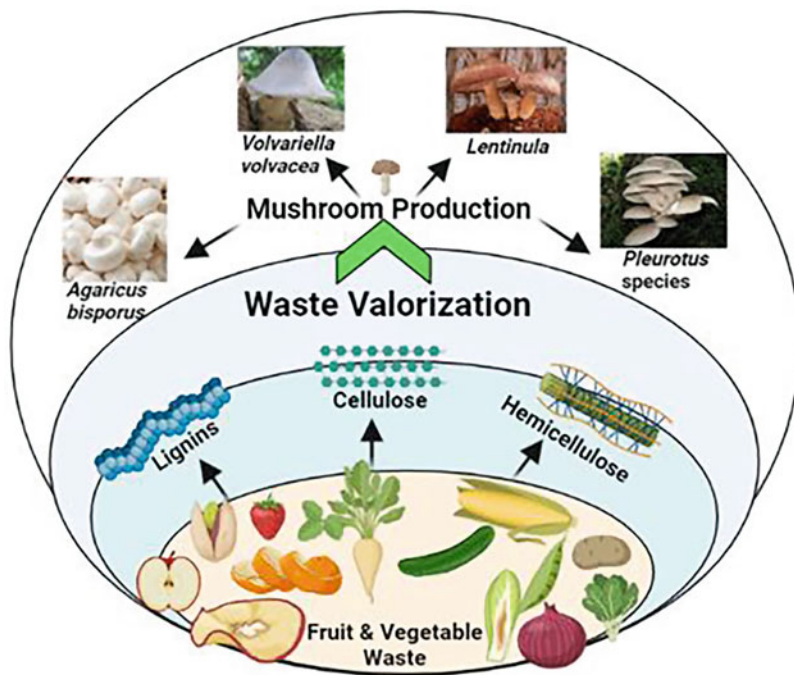 Volvariella
volvacea
Lentinula
Mushroom Production
Agaricus
bisporus
Pleurotus
species
Waste Valorization
Lignins
Cellulose
Hemicellulose
Fruit & Vegetable
Waste